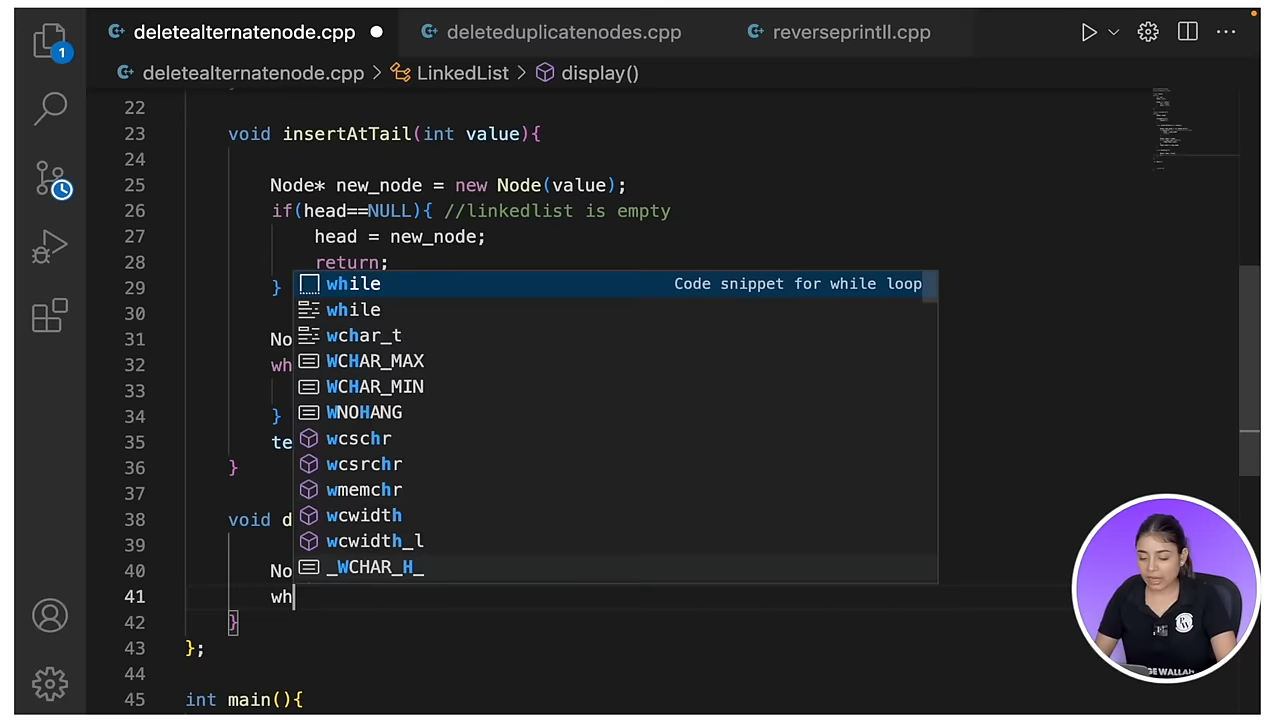 1
deletealternatenode.cpp
deleteduplicatenodes.cpp
reverseprintll.cpp
deletealternatenode.cpp > LinkedList > display()
22
23 void insertAtTail(int value){
24
25 Node* new_node = new Node(value);
26 if(head==NULL){ //linkedlist is empty
27 head = new_node;
28 return;
29 }
30
31 No
32 wh
33
34 }
35 te
36 }
37
38 void d
39
40 No
41 wh
42 }
43 };
44
45 int main(){
while Code snippet for while loop
while
wchar_t
WCHAR_MAX
WCHAR_MIN
WNOHANG
wcschr
wcsrchr
wmemchr
wcwidth
wcwidth_l
_WCHAR_H_
PW